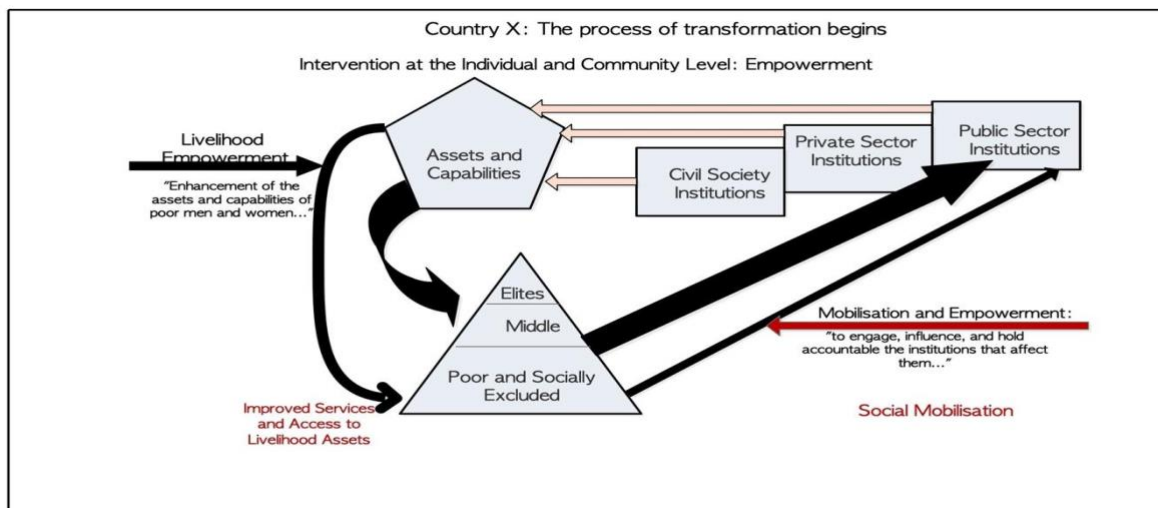 Country X: The process of transformation begins
Intervention at the Individual and Community Level: Empowerment
Livelihood
Empowerment
"Enhancement of the
assets and capabilities of
poor men and women..."
Assets and
Capabilities
Civil Society
Institutions
Private Sector
Institutions
Public Sector
Institutions
Elites
Middle
Poor and Socially
Excluded
Mobilisation and Empowerment:
"to engage, influence, and hold
accountable the institutions that affect
them..."
Improved Services
and Access to
Livelihood Assets
Social Mobilisation